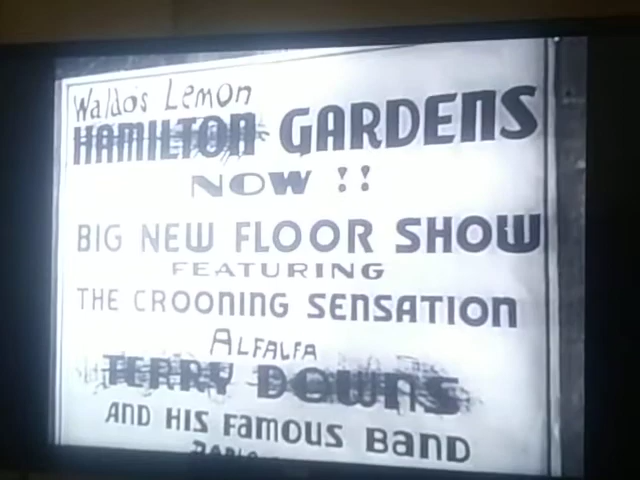 Waldos Lemon
HAMILTON GARDENS
NOW !!
BIG NEW FLOOR SHOW
FEATURING
THE CROONING SENSATION
ALFALFA
TERRY DOWNS
AND HIS FAMOUS BAND